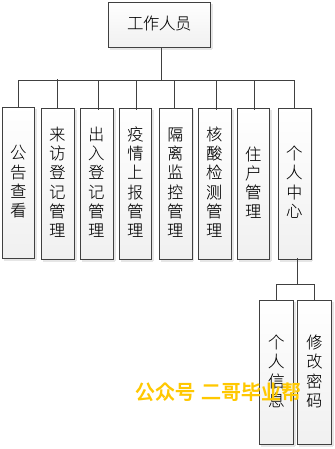 工作人员
公告查看
来访登记管理
出入登记管理
疫情上报管理
隔离监控管理
核酸检测管理
住户管理
个人中心
个人信息
修改密码
公众号 二哥毕业帮